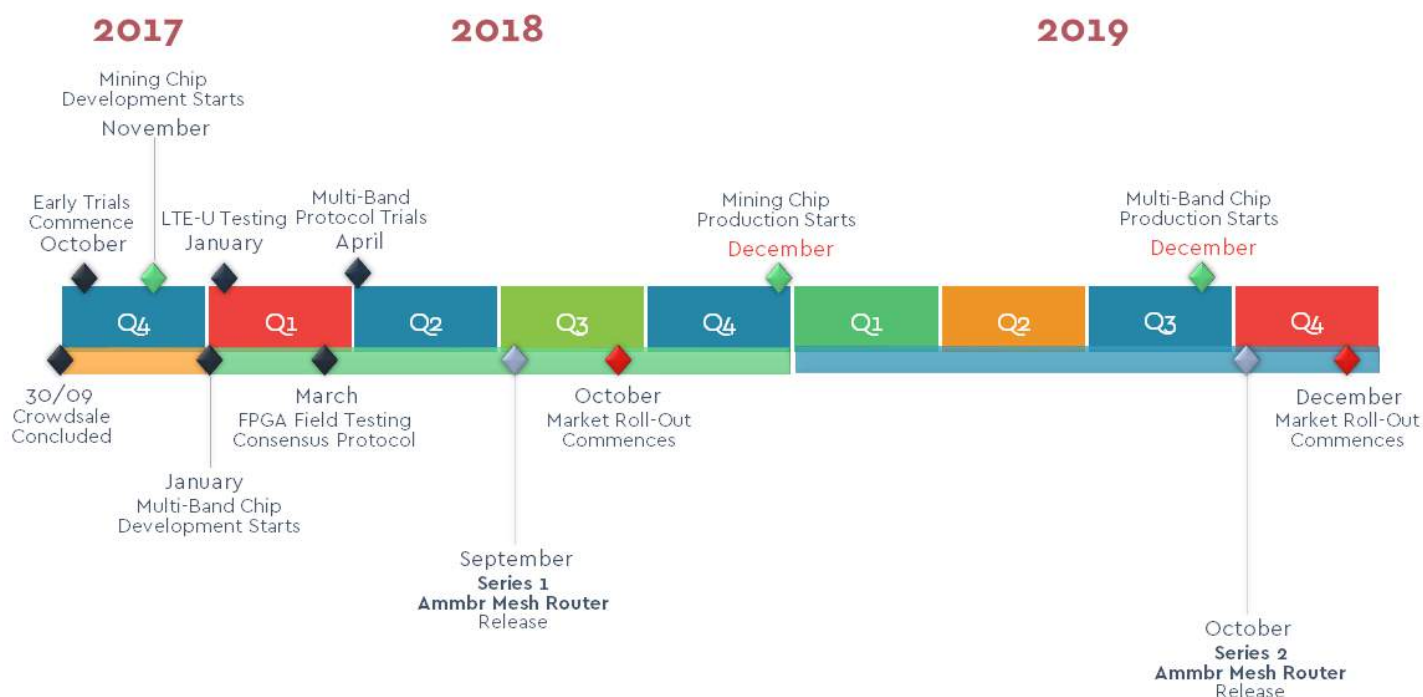 2017
2018
2019
Mining Chip
Development Starts
November
Early Trials
Commence
October
LTE-U Testing
January
Multi-Band
Protocol Trials
April
Mining Chip
Production Starts
December
Multi-Band Chip
Production Starts
December
Q4
Q1
Q2
Q3
Q4
Q1
Q2
Q3
Q4
30/09
Crowdsale
Concluded
January
Multi-Band Chip
Development Starts
March
FPGA Field Testing
Consensus Protocol
September
Series 1
Ammbr Mesh Router
Release
October
Market Roll-Out
Commences
October
Series 2
Ammbr Mesh Router
Release
December
Market Roll-Out
Commences